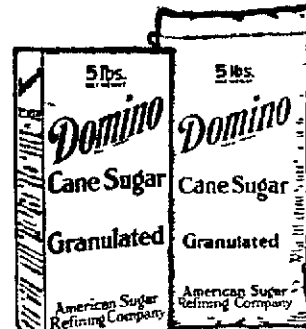 5 lbs.
Domino
Cane Sugar
Granulated
American Sugar
Refining Company
5 lbs.
Domino
Cane Sugar
Granulated
American Sugar
Refining Company